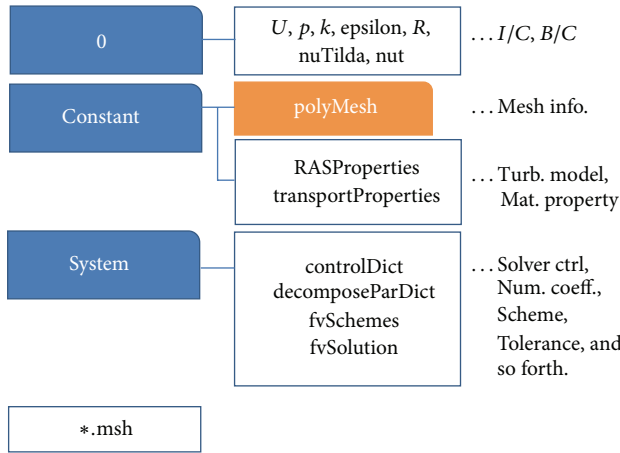 0
U, p, k, epsilon, R,
nuTilda, nut
...I/C, B/C
Constant
polyMesh
...Mesh info.
RASProperties
transportProperties
...Turb. model,
Mat. property
System
controlDict
decomposeParDict
fvSchemes
fvSolution
...Solver ctrl,
Num. coeff.,
Scheme,
Tolerance, and
so forth.
*.msh